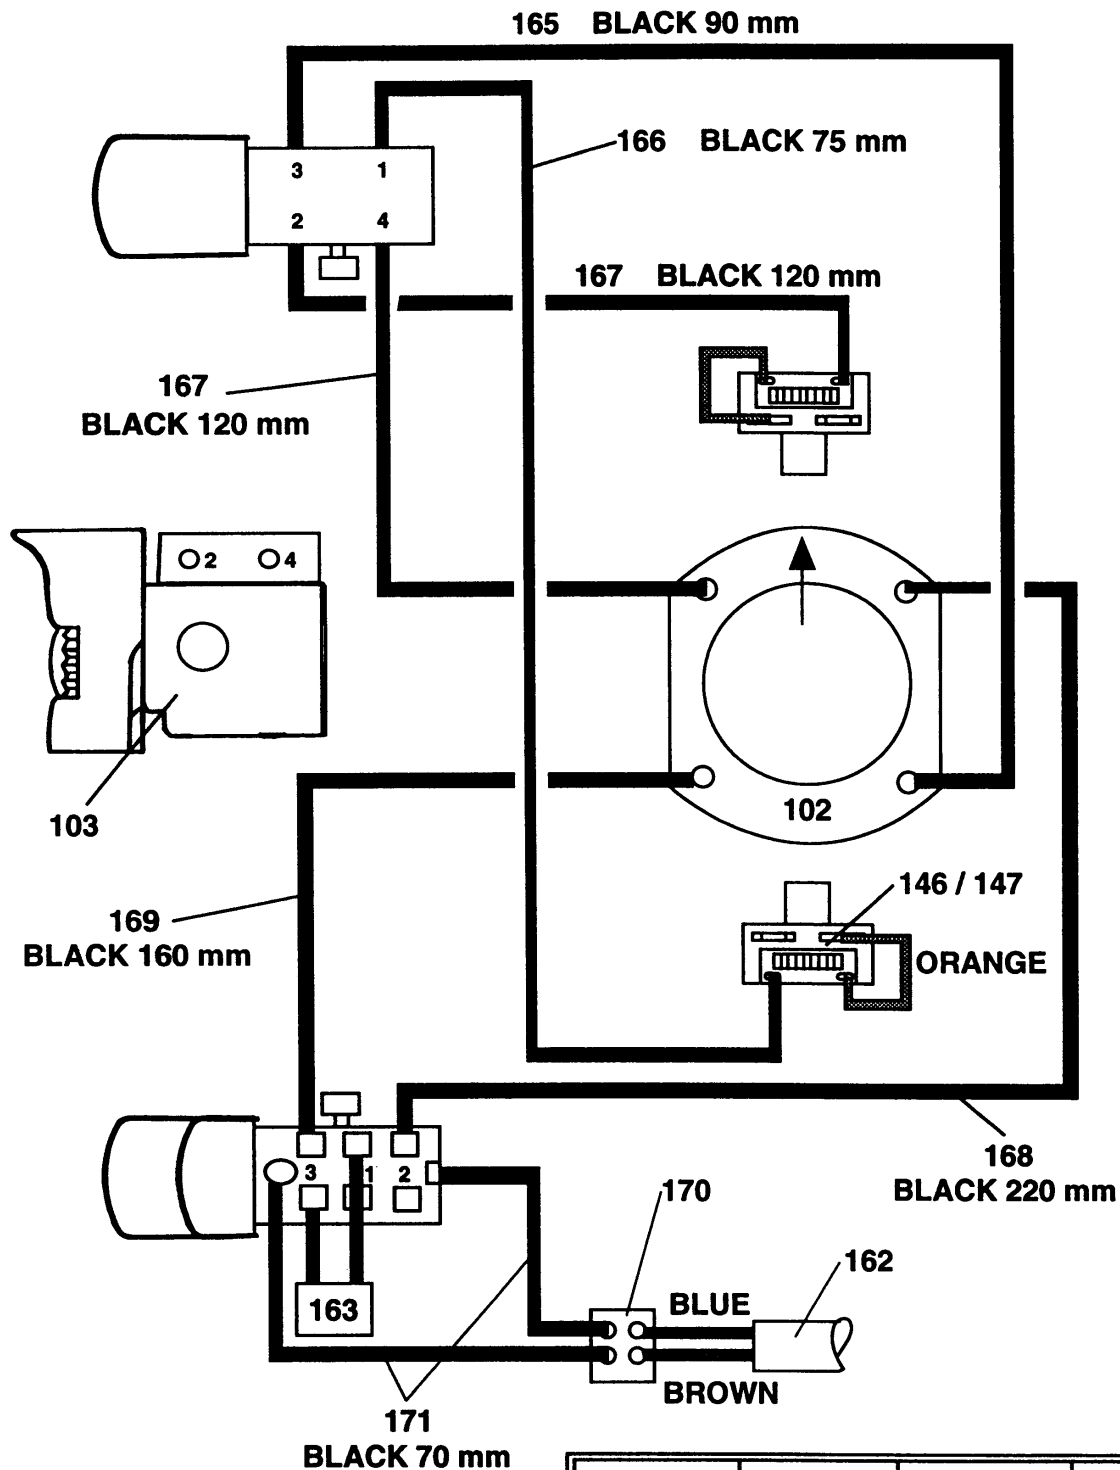 165 BLACK 90 mm
166 BLACK 75 mm
3 1
2 4
167 BLACK 120 mm
167
BLACK 120 mm
2 4
103
102
146 / 147
169
BLACK 160 mm
ORANGE
168
BLACK 220 mm
3 1 2
170
162
163
BLUE
BROWN
171
BLACK 70 mm